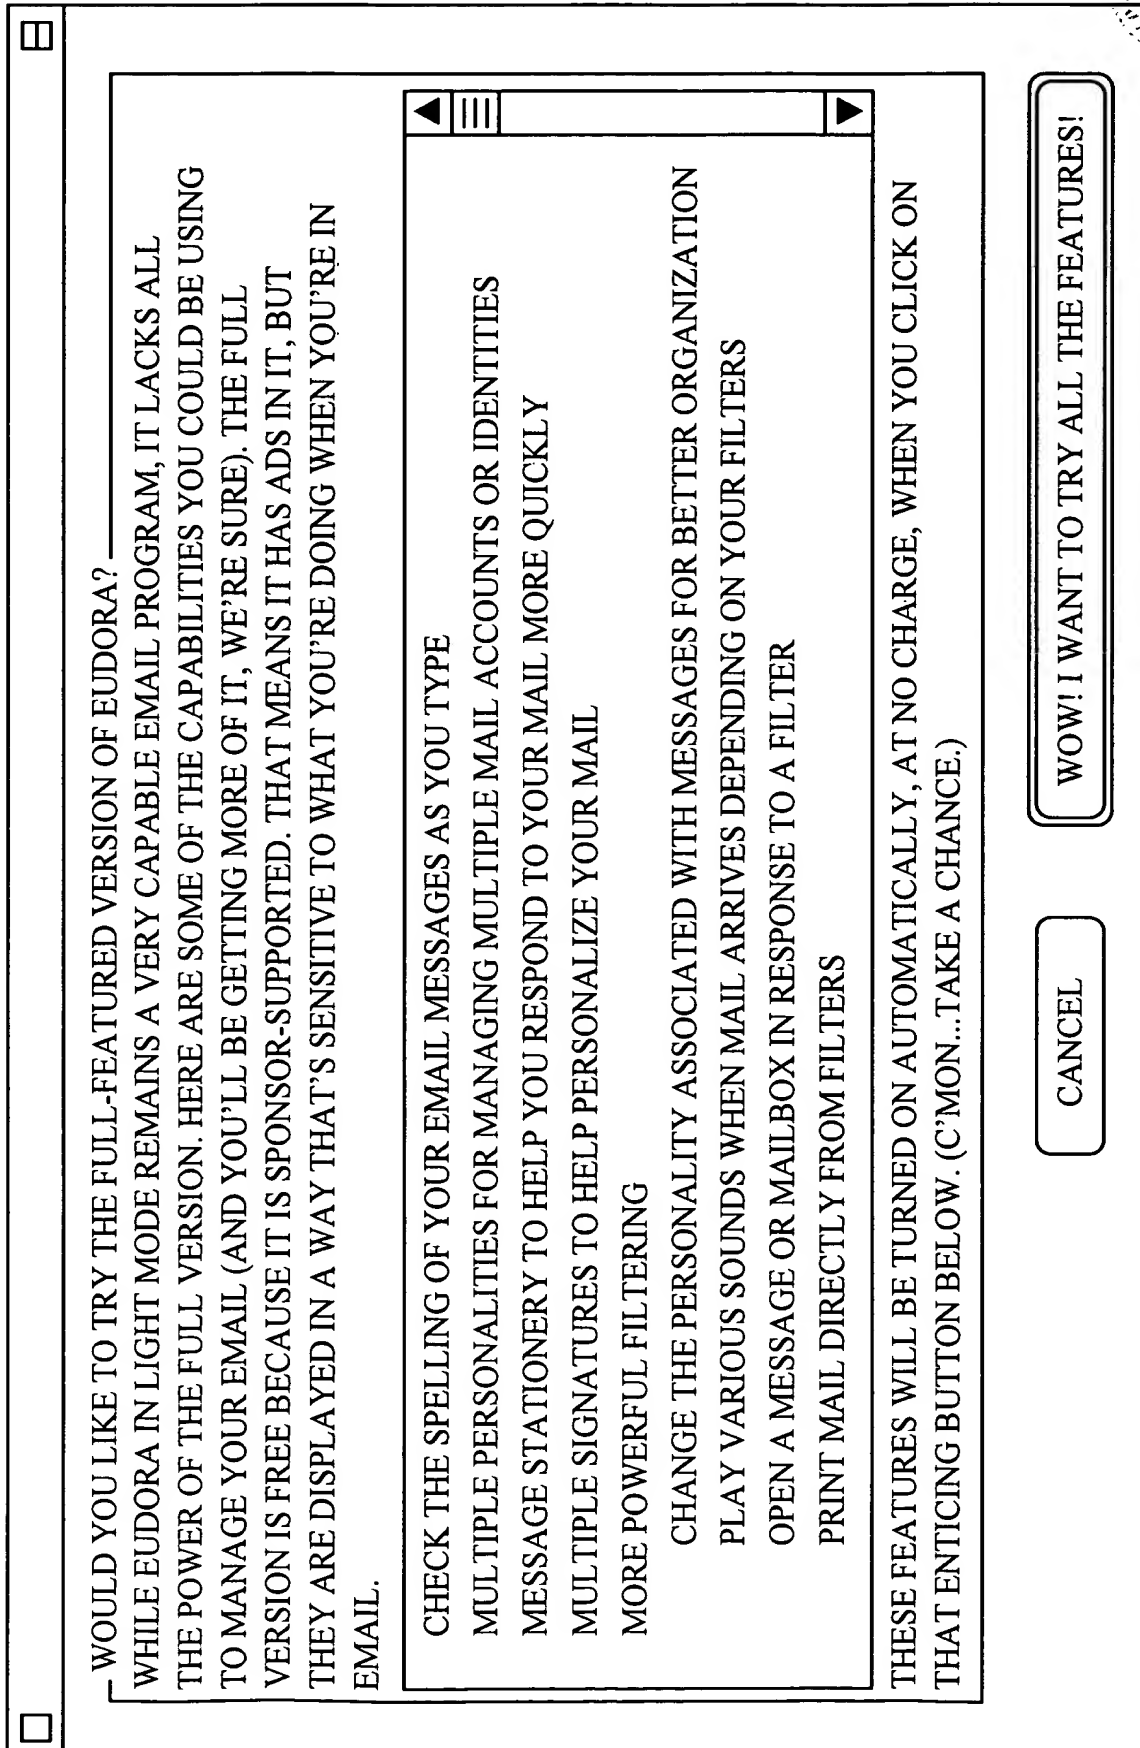 WOULD YOU LIKE TO TRY THE FULL-FEATURED VERSION OF EUDORA?
WHILE EUDORA IN LIGHT MODE REMAINS A VERY CAPABLE EMAIL PROGRAM, IT LACKS ALL
THE POWER OF THE FULL VERSION. HERE ARE SOME OF THE CAPABILITIES YOU COULD BE USING
TO MANAGE YOUR EMAIL (AND YOU'LL BE GETTING MORE OF IT, WE'RE SURE). THE FULL
VERSION IS FREE BECAUSE IT IS SPONSOR-SUPPORTED. THAT MEANS IT HAS ADS IN IT, BUT
THEY ARE DISPLAYED IN A WAY THAT'S SENSITIVE TO WHAT YOU'RE DOING WHEN YOU'RE IN
EMAIL.
CHECK THE SPELLING OF YOUR EMAIL MESSAGES AS YOU TYPE
MULTIPLE PERSONALITIES FOR MANAGING MULTIPLE MAIL ACCOUNTS OR IDENTITIES
MESSAGE STATIONERY TO HELP YOU RESPOND TO YOUR MAIL MORE QUICKLY
MULTIPLE SIGNATURES TO HELP PERSONALIZE YOUR MAIL
MORE POWERFUL FILTERING
CHANGE THE PERSONALITY ASSOCIATED WITH MESSAGES FOR BETTER ORGANIZATION
PLAY VARIOUS SOUNDS WHEN MAIL ARRIVES DEPENDING ON YOUR FILTERS
OPEN A MESSAGE OR MAILBOX IN RESPONSE TO A FILTER
PRINT MAIL DIRECTLY FROM FILTERS
THESE FEATURES WILL BE TURNED ON AUTOMATICALLY, AT NO CHARGE, WHEN YOU CLICK ON
THAT ENTICING BUTTON BELOW. (C'MON...TAKE A CHANCE.)
CANCEL
WOW! I WANT TO TRY ALL THE FEATURES!